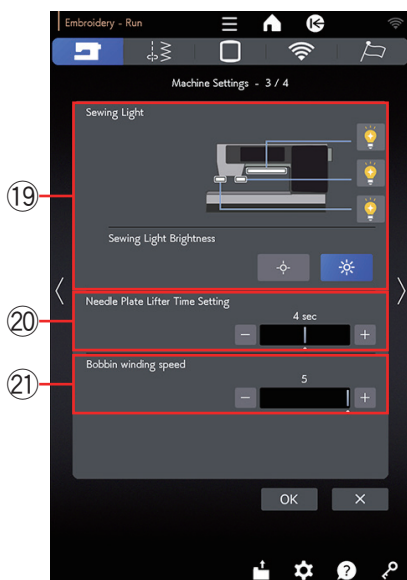 Embroidery - Run
Machine Settings - 3 / 4
Sewing Light
⑲
Sewing Light Brightness
Needle Plate Lifter Time Setting
⑳
4 sec
− +
Bobbin winding speed
㉑
5
− +
OK X
?